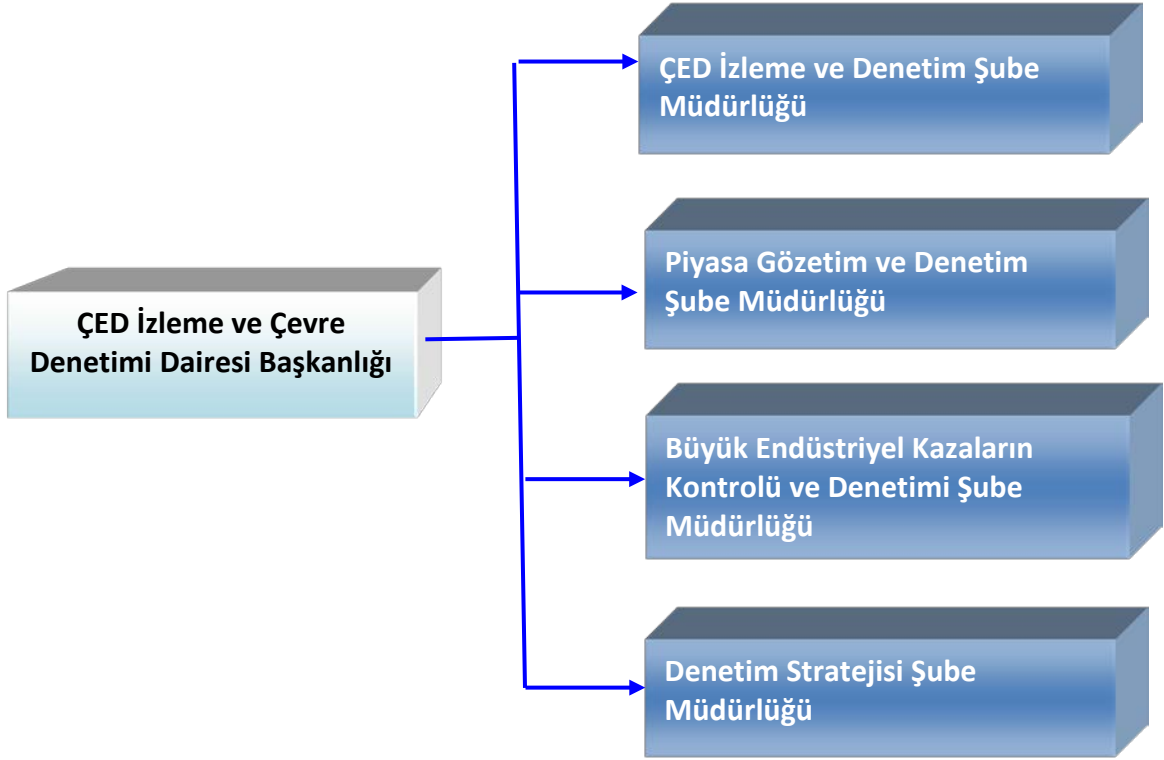 ÇED İzleme ve Çevre
Denetimi Dairesi Başkanlığı
ÇED İzleme ve Denetim Şube
Müdürlüğü
Piyasa Gözetim ve Denetim
Şube Müdürlüğü
Büyük Endüstriyel Kazaların
Kontrolü ve Denetimi Şube
Müdürlüğü
Denetim Stratejisi Şube
Müdürlüğü